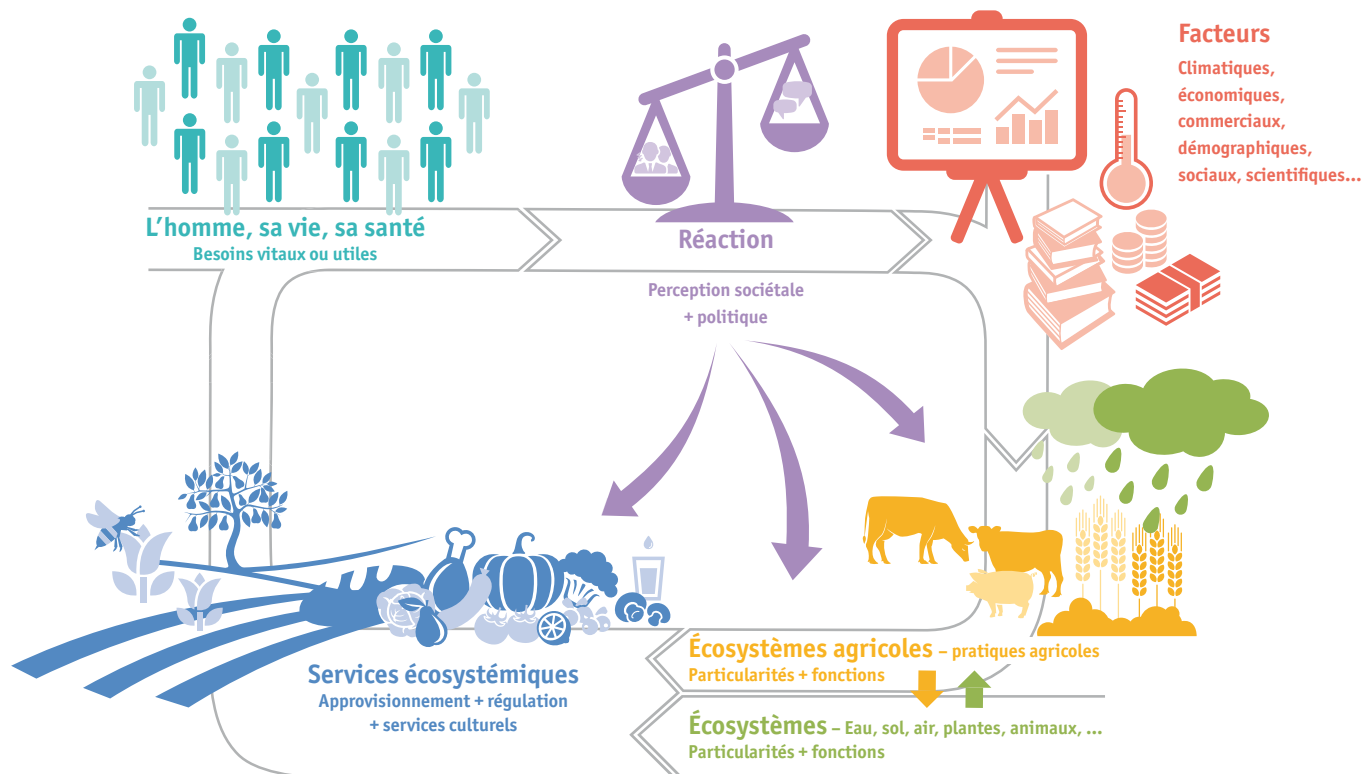 L'homme, sa vie, sa santé
Besoins vitaux ou utiles
Réaction
Perception sociétale
+ politique
Facteurs
Climatiques,
économiques,
commerciaux,
démographiques,
sociaux, scientifiques...
Services écosystémiques
Approvisionnement + régulation
+ services culturels
Écosystèmes agricoles – pratiques agricoles
Particularités + fonctions
Écosystèmes – Eau, sol, air, plantes, animaux, ...
Particularités + fonctions